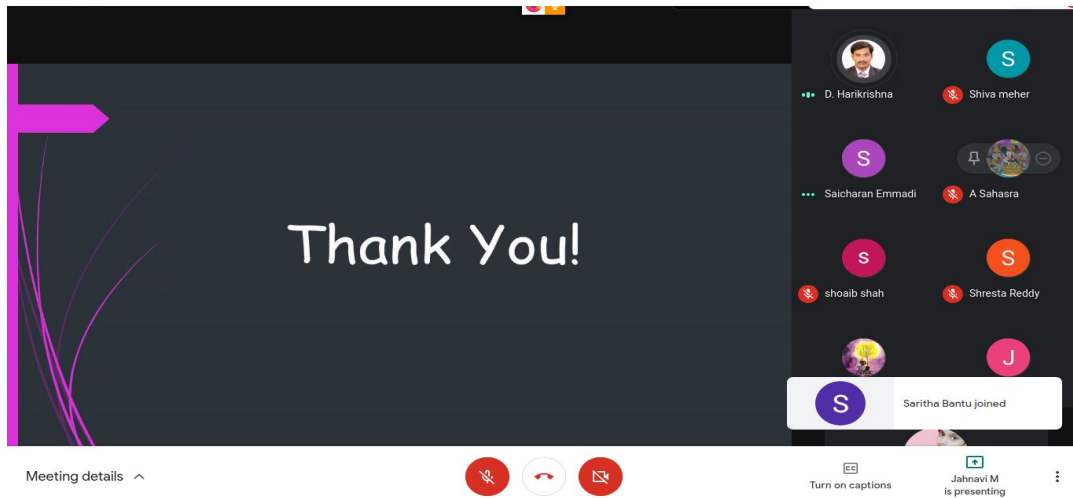 Thank You!
D. Harikrishna
S
Shiva meher
S
Saicharan Emmadi
A Sahasra
s
shoaib shah
S
Shresta Reddy
J
S
Saritha Bantu joined
Meeting details
CC
Turn on captions
Jahnavi M
is presenting